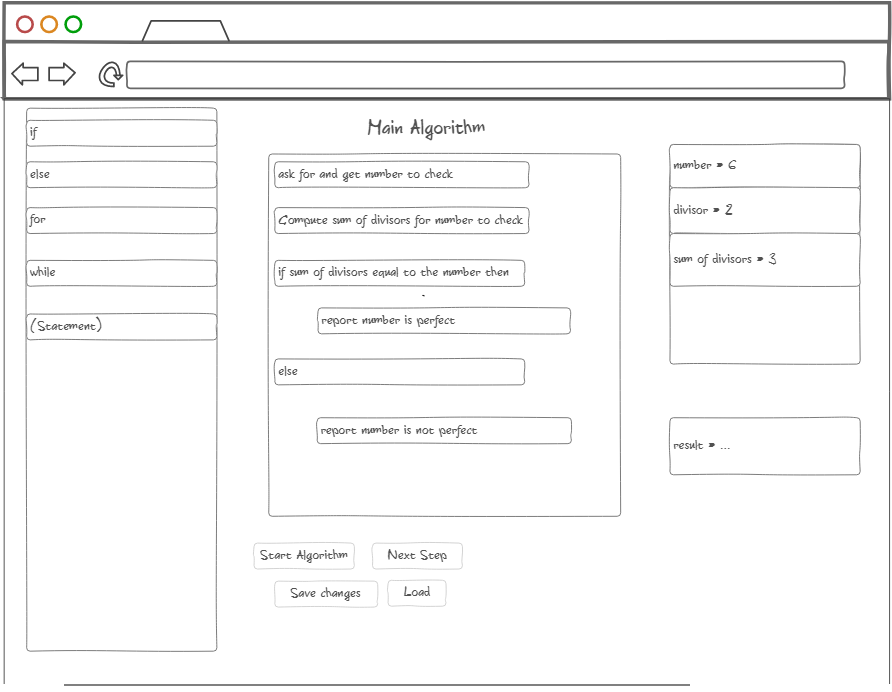 if
else
for
while
(Statement)
Main Algorithm
ask for and get number to check
Compute sum of divisors for number to check
if sum of divisors equal to the number then
report number is perfect
else
report number is not perfect
Start Algorithm
Next Step
Save changes
Load
number = 6
divisor = 2
sum of divisors = 3
result = ...